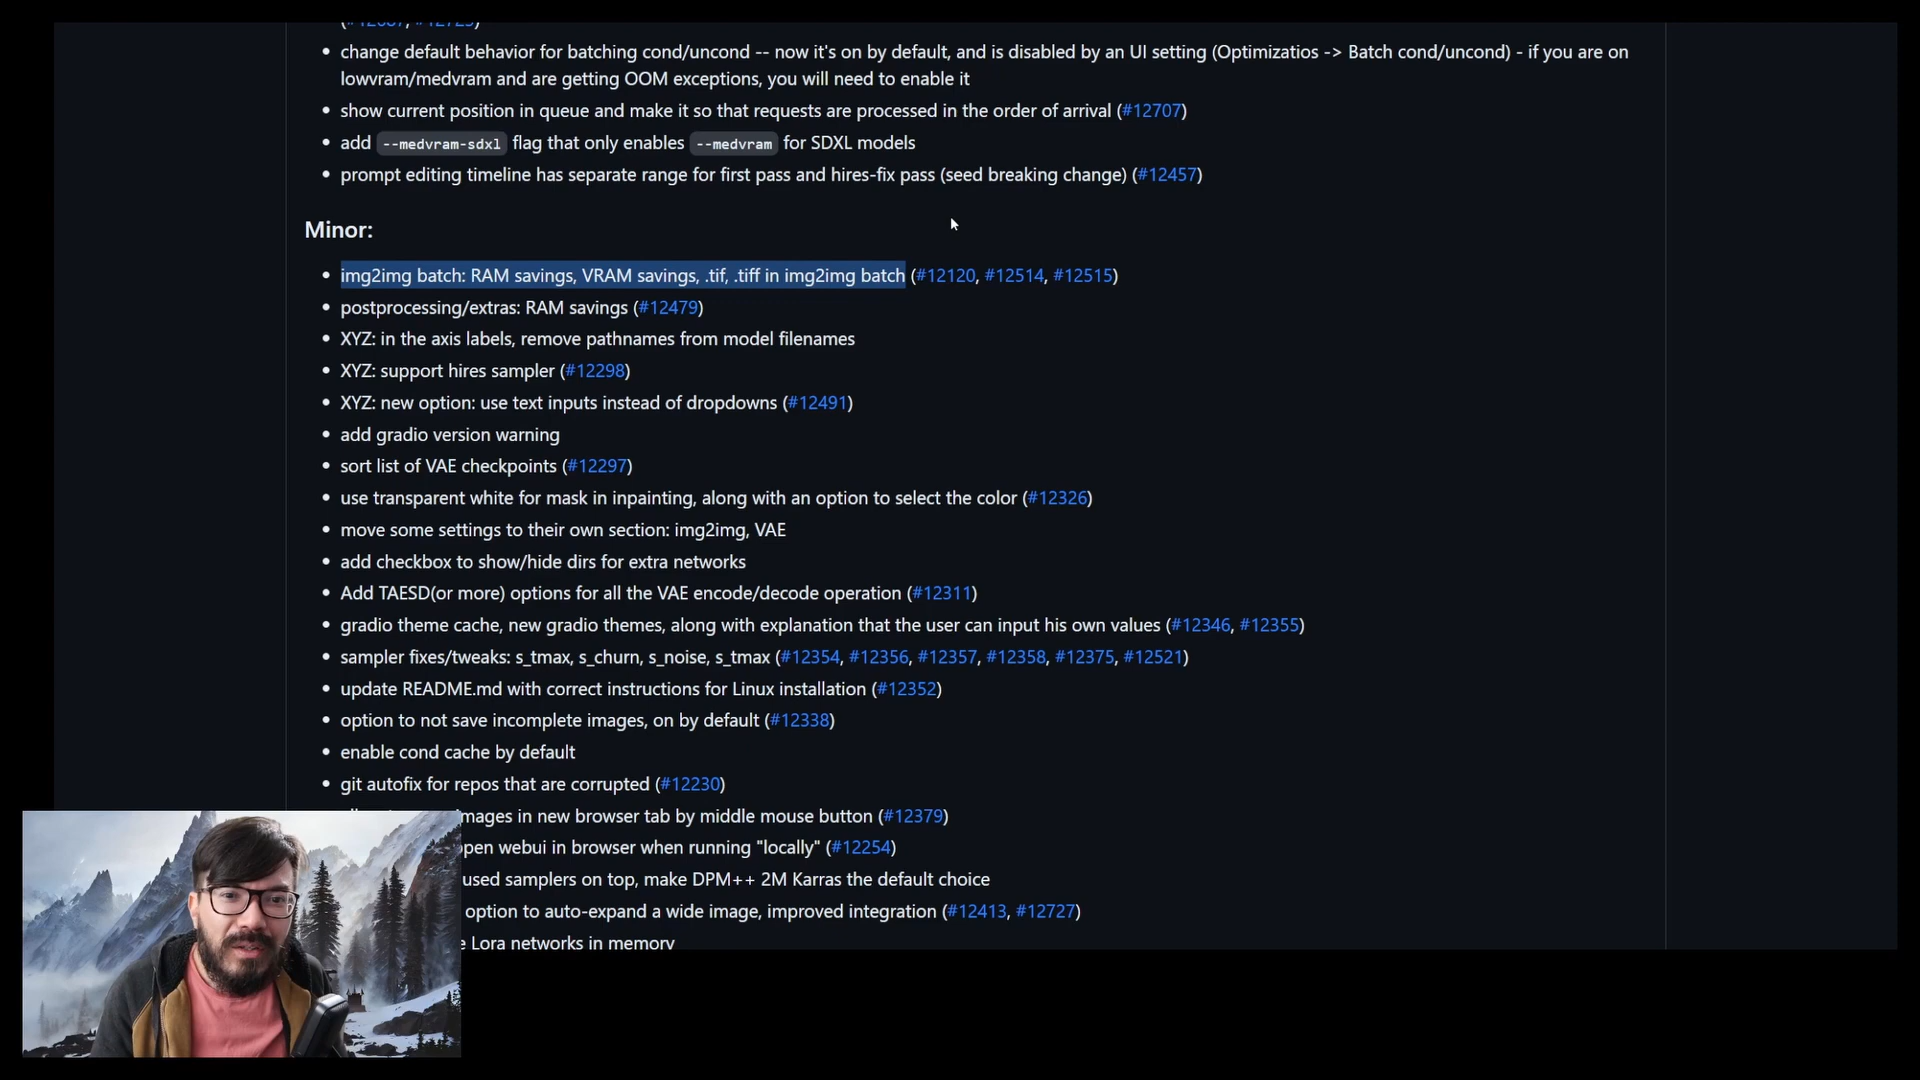 change default behavior for batching cond/uncond -- now it's on by default, and is disabled by an UI setting (Optimizatios -> Batch cond/uncond) - if you are on
lowvram/medvram and are getting OOM exceptions, you will need to enable it
show current position in queue and make it so that requests are processed in the order of arrival (#12707)
add --medvram-sdxl flag that only enables --medvram for SDXL models
prompt editing timeline has separate range for first pass and hires-fix pass (seed breaking change) (#12457)
Minor:
img2img batch: RAM savings, VRAM savings, .tif, .tiff in img2img batch (#12120, #12514, #12515)
postprocessing/extras: RAM savings (#12479)
XYZ: in the axis labels, remove pathnames from model filenames
XYZ: support hires sampler (#12298)
XYZ: new option: use text inputs instead of dropdowns (#12491)
add gradio version warning
sort list of VAE checkpoints (#12297)
use transparent white for mask in inpainting, along with an option to select the color (#12326)
move some settings to their own section: img2img, VAE
add checkbox to show/hide dirs for extra networks
Add TAESD(or more) options for all the VAE encode/decode operation (#12311)
gradio theme cache, new gradio themes, along with explanation that the user can input his own values (#12346, #12355)
sampler fixes/tweaks: s_tmax, s_churn, s_noise, s_tmax (#12354, #12356, #12357, #12358, #12375, #12521)
update README.md with correct instructions for Linux installation (#12352)
option to not save incomplete images, on by default (#12338)
enable cond cache by default
git autofix for repos that are corrupted (#12230)
mages in new browser tab by middle mouse button (#12379)
pen webui in browser when running "locally" (#12254)
used samplers on top, make DPM++ 2M Karras the default choice
option to auto-expand a wide image, improved integration (#12413, #12727)
e Lora networks in memory